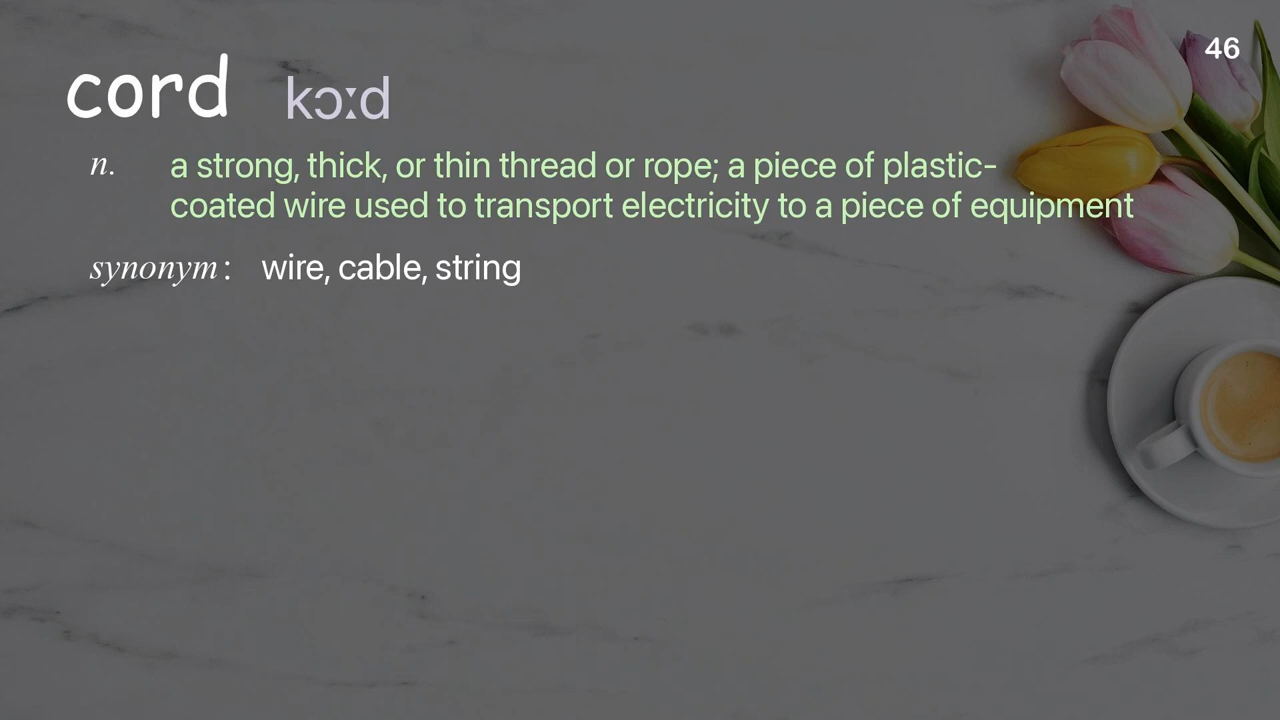 46
cord kɔːd
n. a strong, thick, or thin thread or rope; a piece of plastic-
coated wire used to transport electricity to a piece of equipment
synonym: wire, cable, string